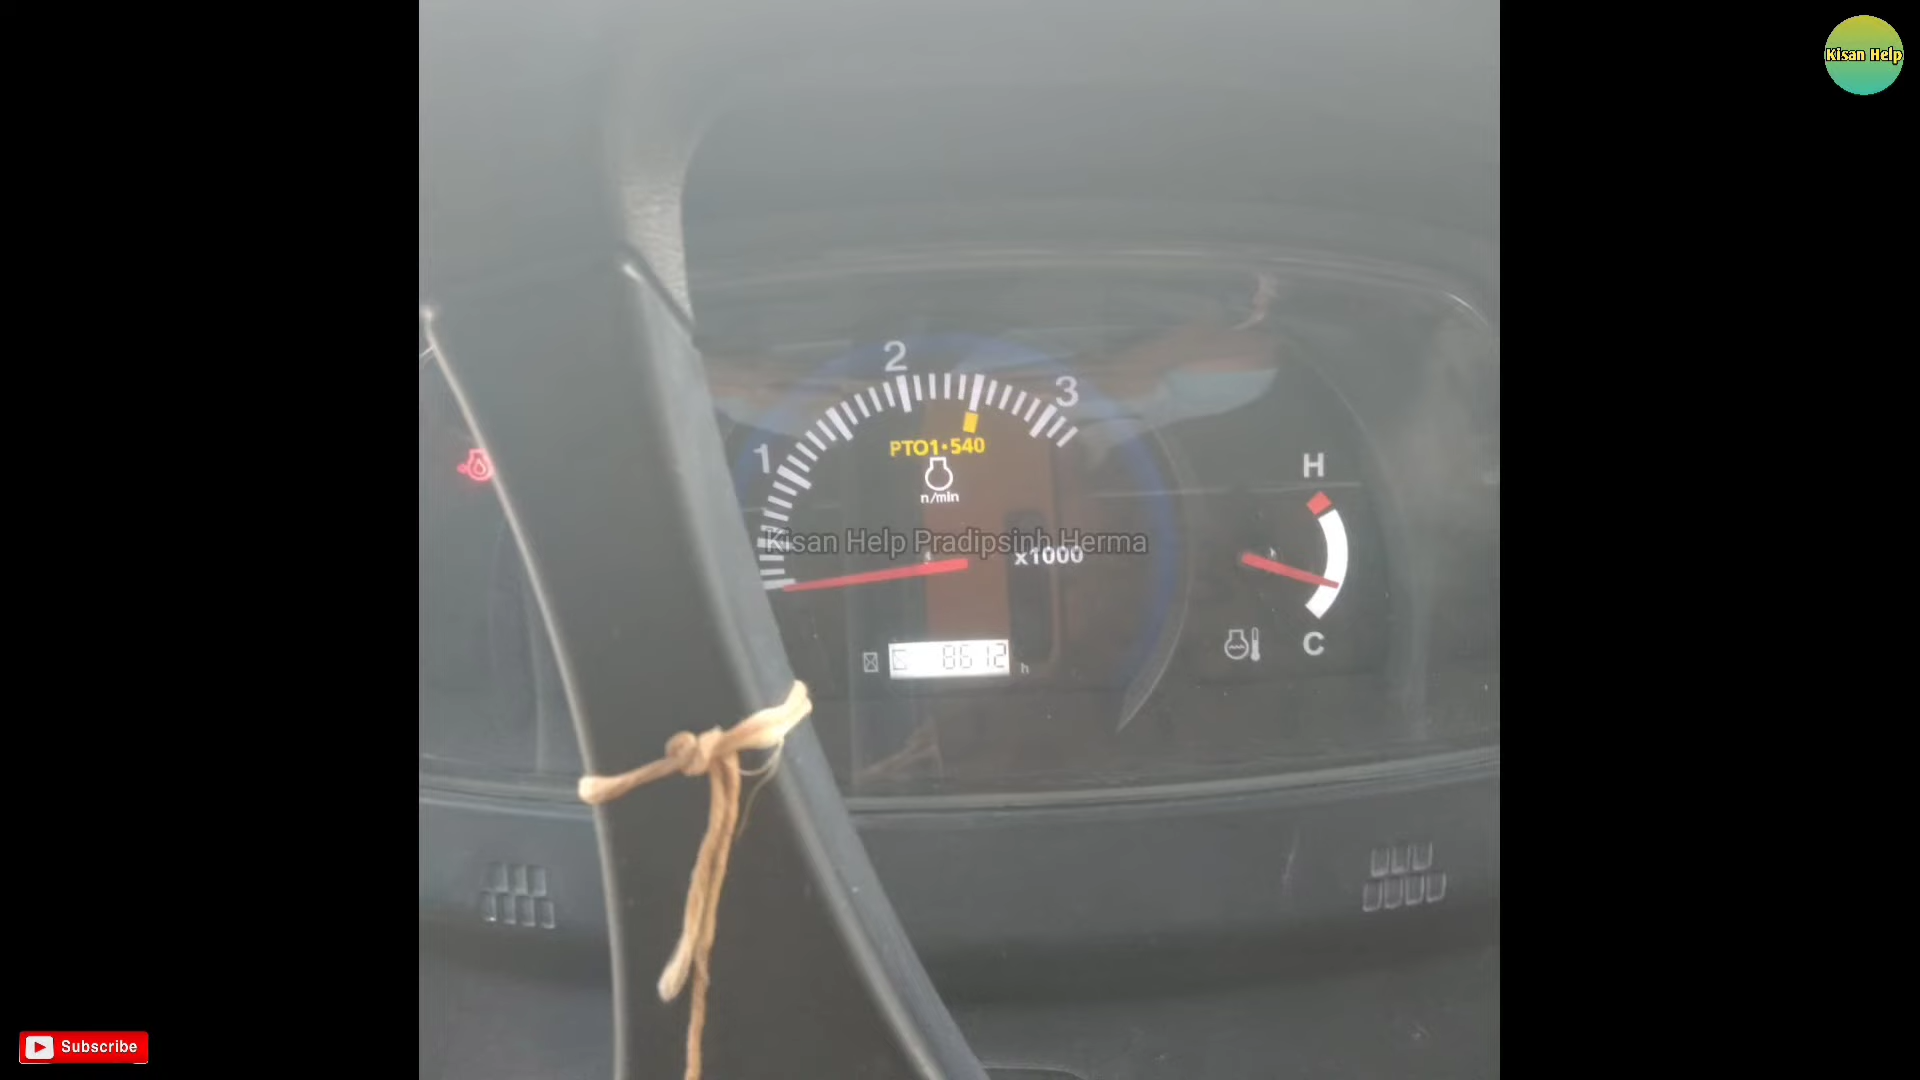 Kisan Help
2
3
1
PTO1•540
n/min
H
Kisan Help Pradipsinh Herma
x1000
C
8612
h
Subscribe